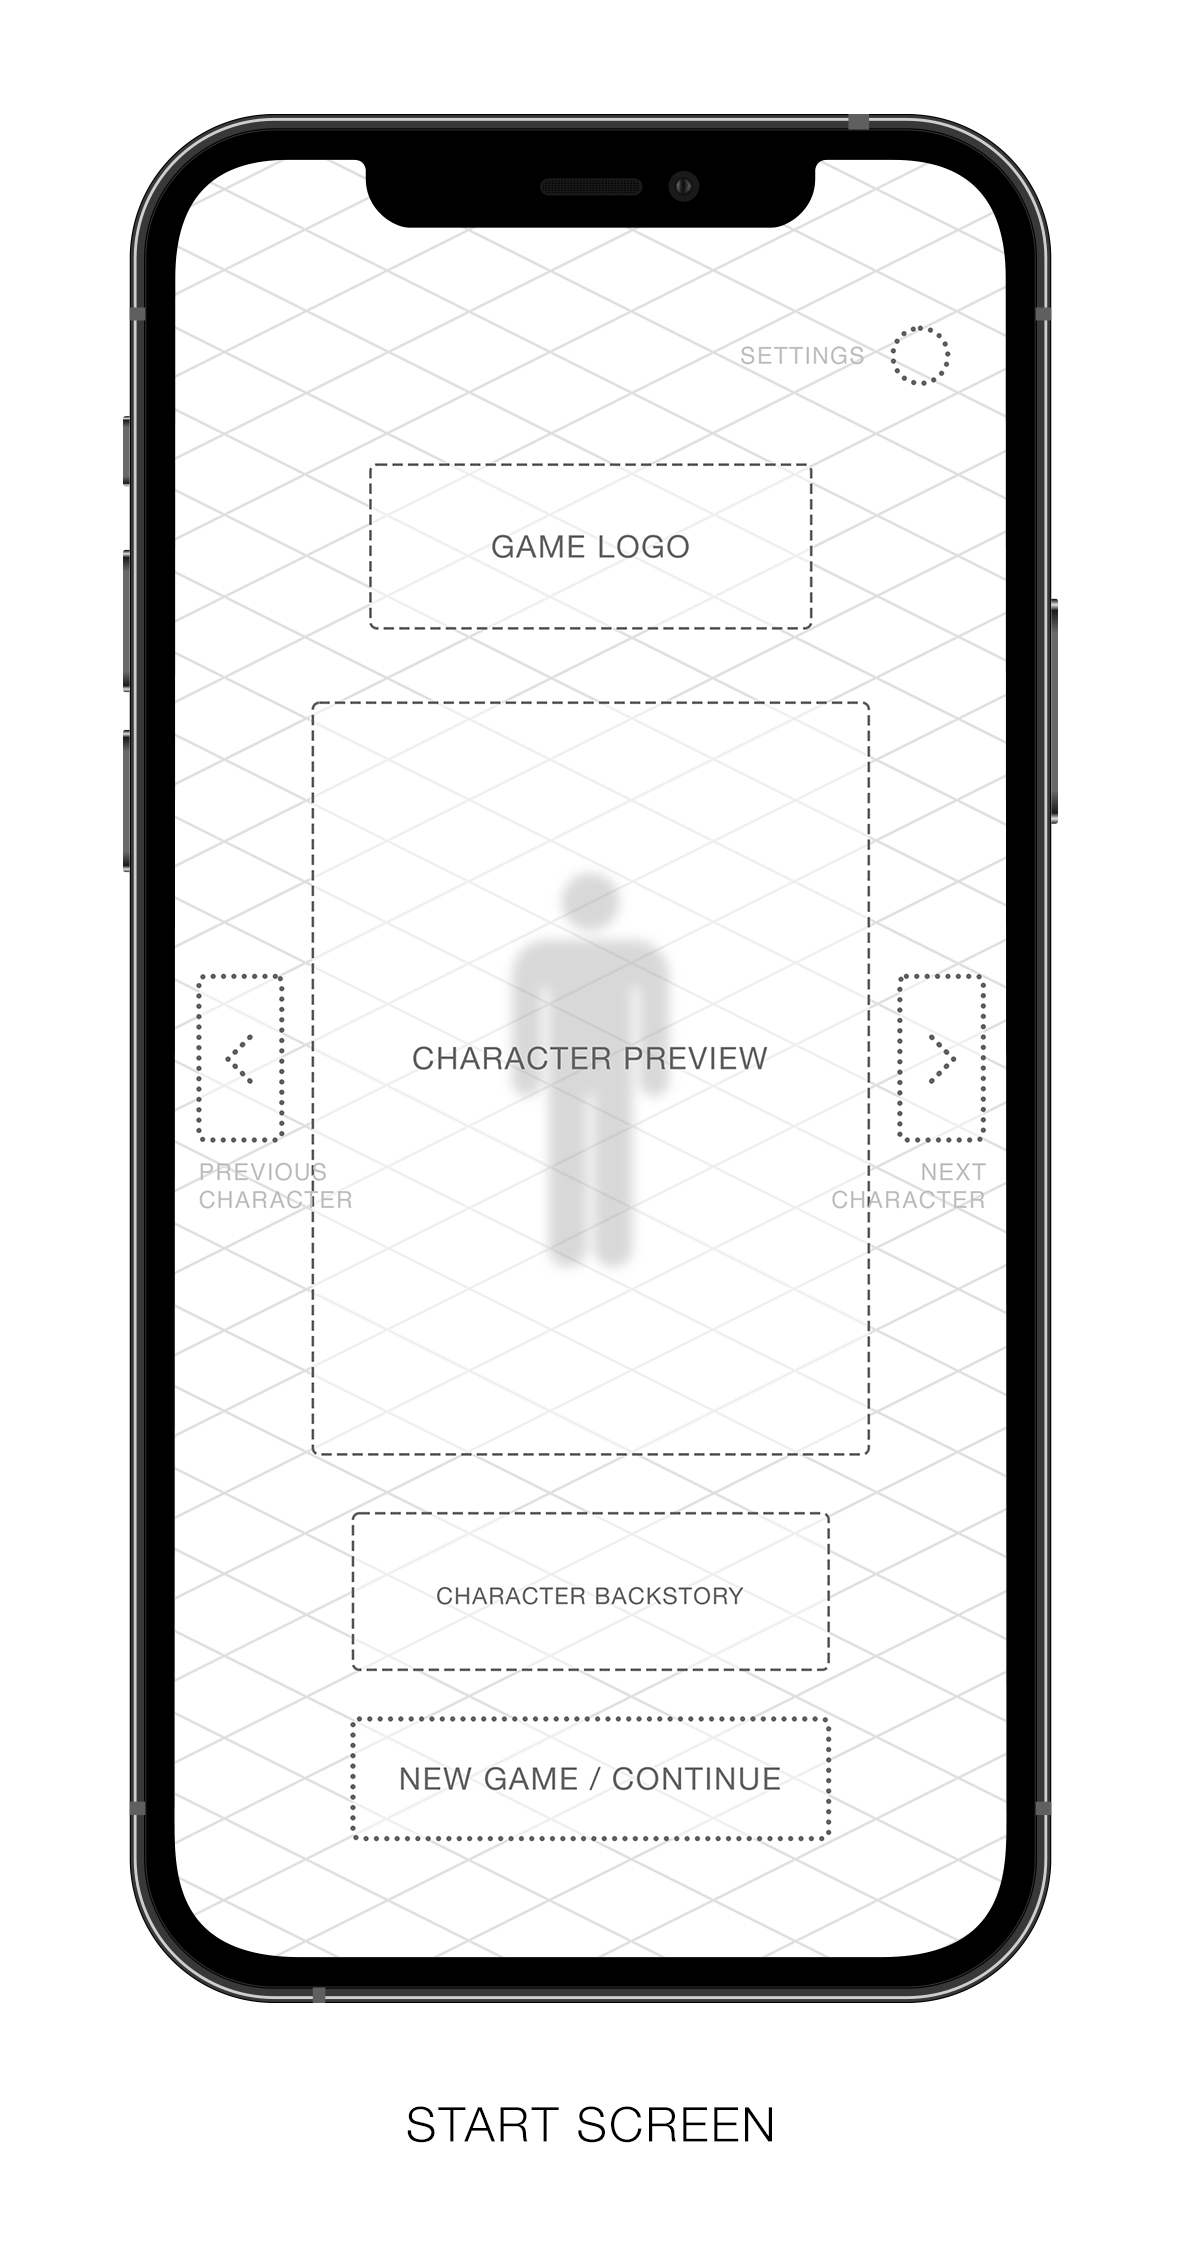 SETTINGS
GAME LOGO
CHARACTER PREVIEW
PREVIOUS
CHARACTER
NEXT
CHARACTER
CHARACTER BACKSTORY
NEW GAME / CONTINUE
START SCREEN